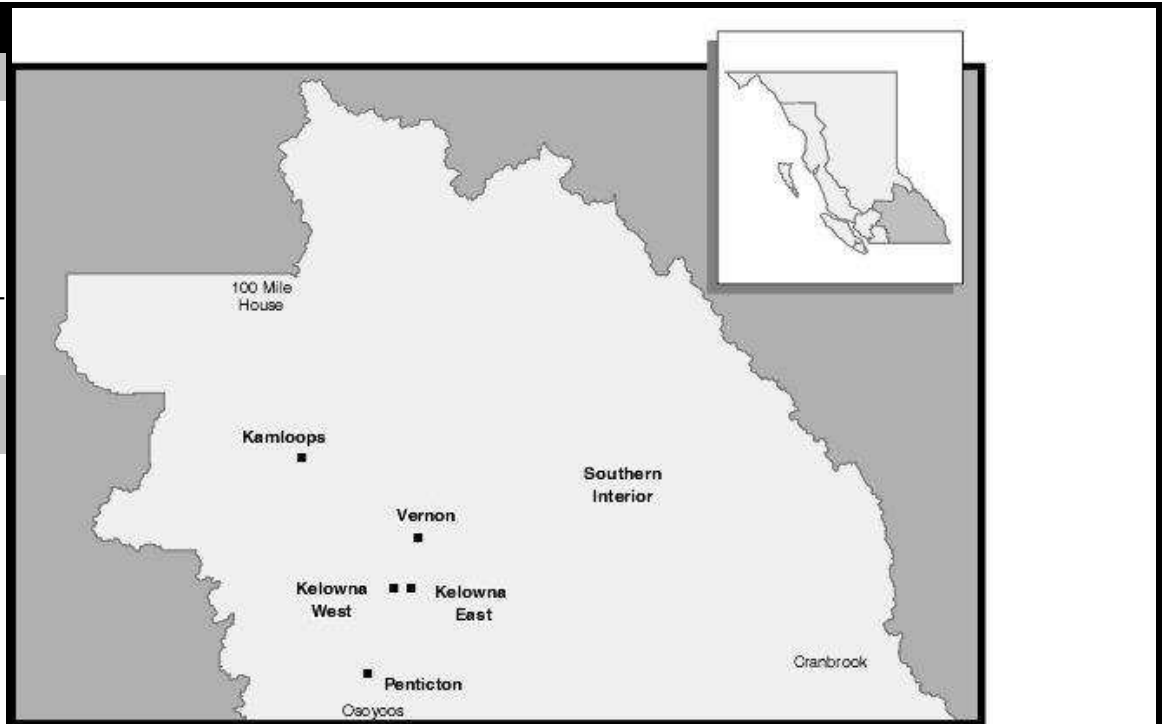 100 Mile
House
Kamloops
Southern
Interior
Vernon
Kelowna
West
Kelowna
East
Cranbrook
Penticton
Osoyoos